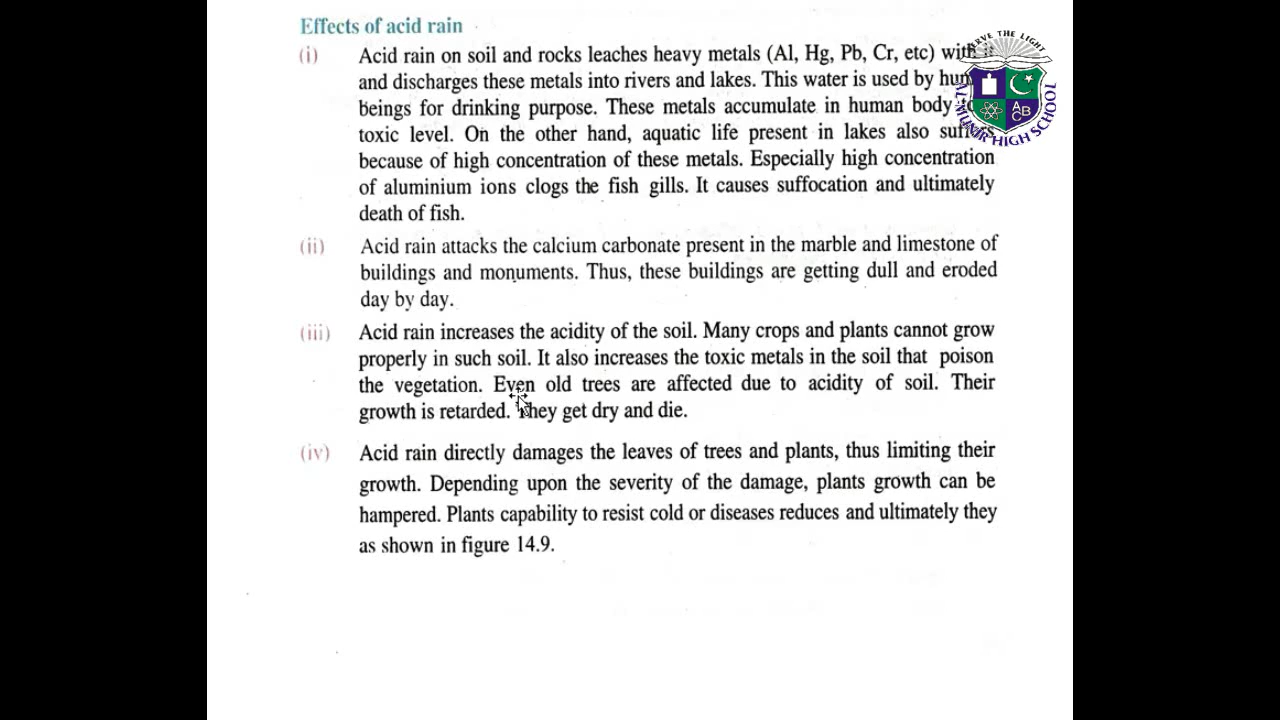 Effects of acid rain
(i) Acid rain on soil and rocks leaches heavy metals (Al, Hg, Pb, Cr, etc) with
and discharges these metals into rivers and lakes. This water is used by
beings for drinking purpose. These metals accumulate in human body
toxic level. On the other hand, aquatic life present in lakes also suffers
because of high concentration of these metals. Especially high concentration
of aluminium ions clogs the fish gills. It causes suffocation and ultimately
death of fish.
(ii) Acid rain attacks the calcium carbonate present in the marble and limestone of
buildings and monuments. Thus, these buildings are getting dull and eroded
day by day.
(iii) Acid rain increases the acidity of the soil. Many crops and plants cannot grow
properly in such soil. It also increases the toxic metals in the soil that poison
the vegetation. Even old trees are affected due to acidity of soil. Their
growth is retarded. They get dry and die.
(iv) Acid rain directly damages the leaves of trees and plants, thus limiting their
growth. Depending upon the severity of the damage, plants growth can be
hampered. Plants capability to resist cold or diseases reduces and ultimately they
as shown in figure 14.9.
SERVE THE LIGHT
A B
C B
AL-MUNIR HIGH SCHOOL